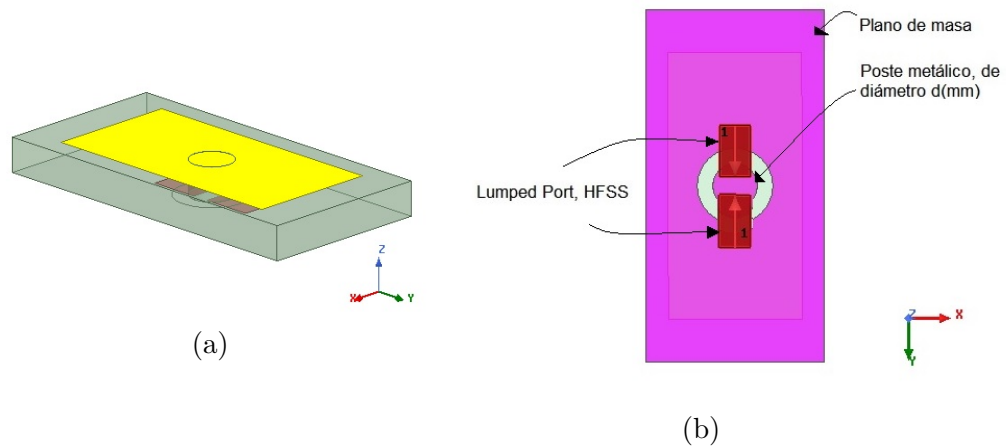 Plano de masa
Poste metálico, de
diámetro d(mm)
1
Lumped Port, HFSS
1
Z
X
Y
Z
X
Y
(a)
(b)